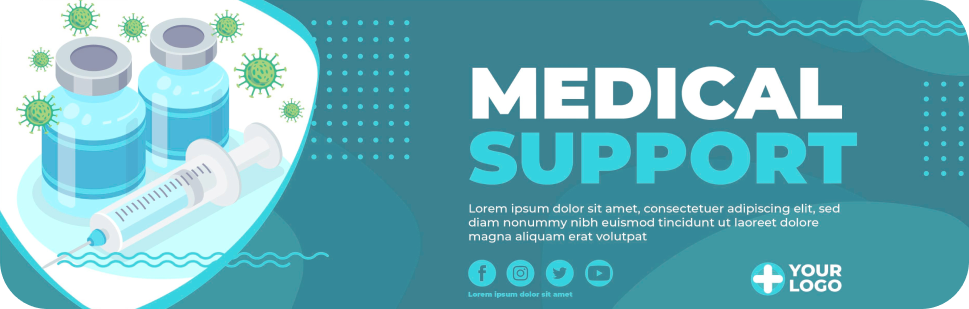 MEDICAL
SUPPORT
Lorem ipsum dolor sit amet, consectetuer adipiscing elit, sed
diam nonummy nibh euismod tincidunt ut laoreet dolore
magna aliquam erat volutpat
Lorem ipsum dolor sit amet
YOUR
LOGO